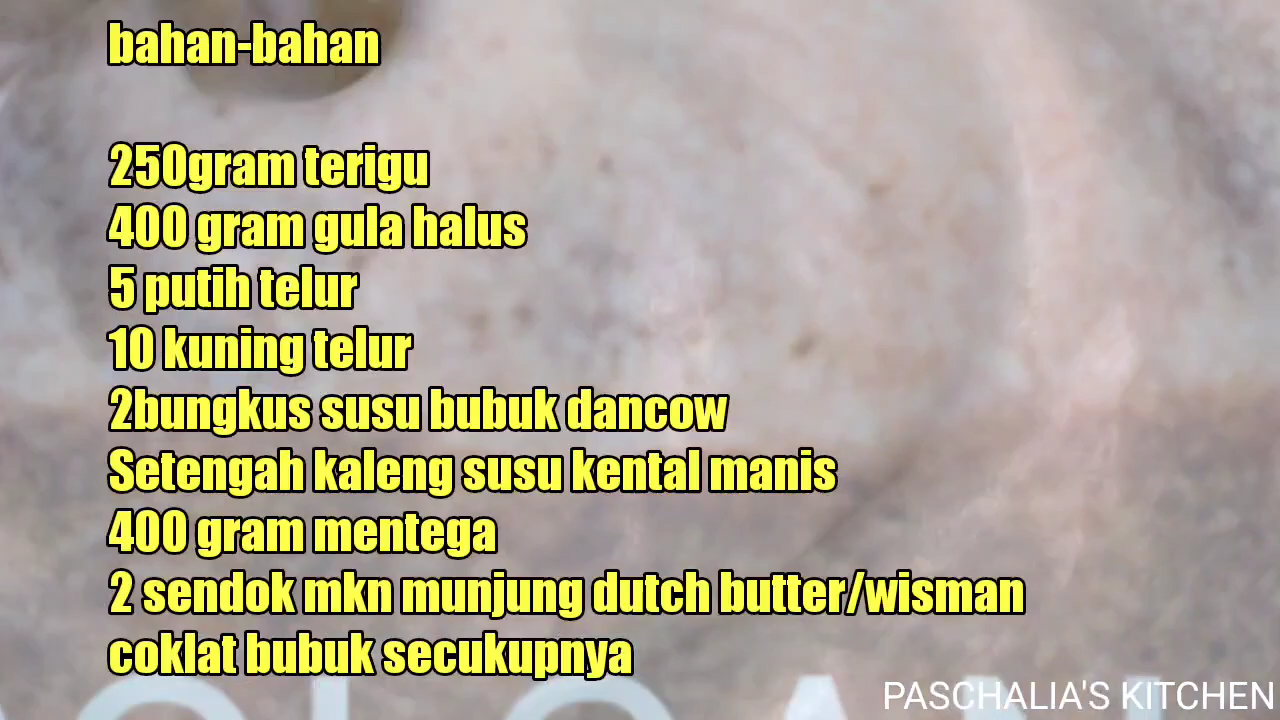 bahan-bahan
250gram terigu
400 gram gula halus
5 putih telur
10 kuning telur
2bungkus susu bubuk dancow
Setengah kaleng susu kental manis
400 gram mentega
2 sendok mkn munjung dutch butter/wisman
coklat bubuk secukupnya
PASCHALIA'S KITCHEN